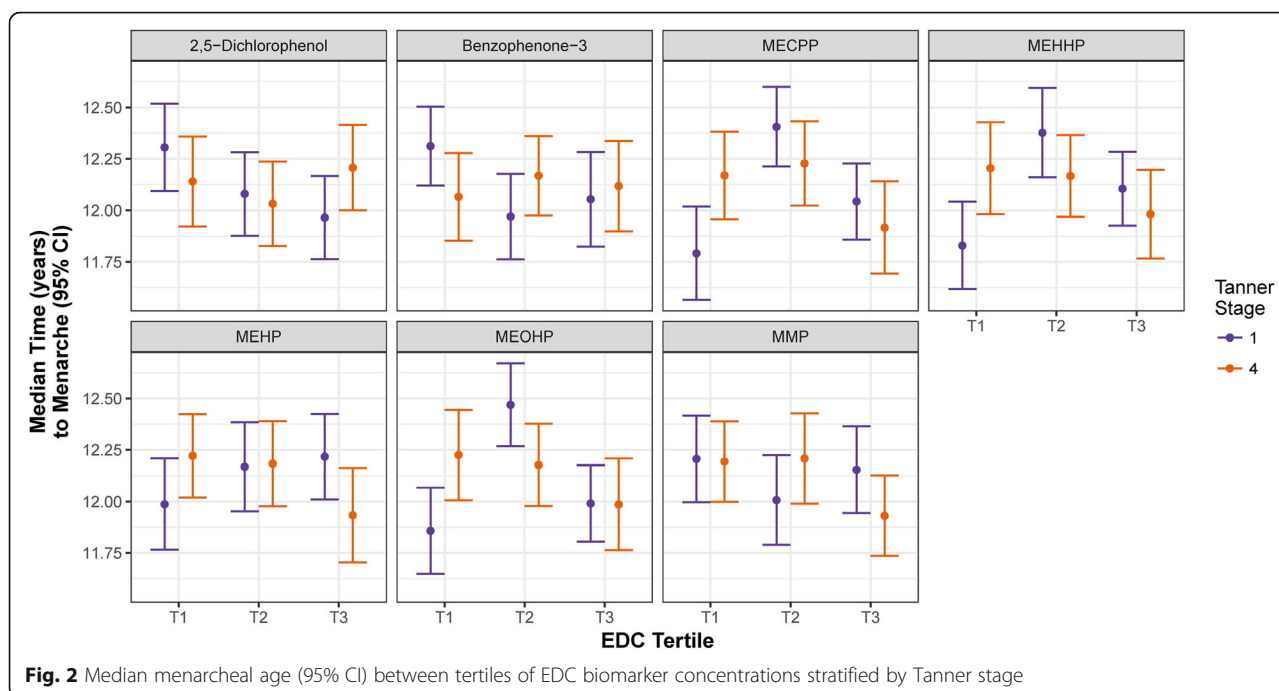 2,5−Dichlorophenol
Benzophenone−3
MECPP
MEHHP
12.50
12.25
12.00
11.75
T1
T2
T3
MEHP
MEOHP
MMP
12.50
12.25
12.00
11.75
T1
T2
T3
T1
T2
T3
T1
T2
T3
Median Time (years)
to Menarche (95% CI)
EDC Tertile
Tanner
Stage
1
4
Fig. 2 Median menarcheal age (95% CI) between tertiles of EDC biomarker concentrations stratified by Tanner stage